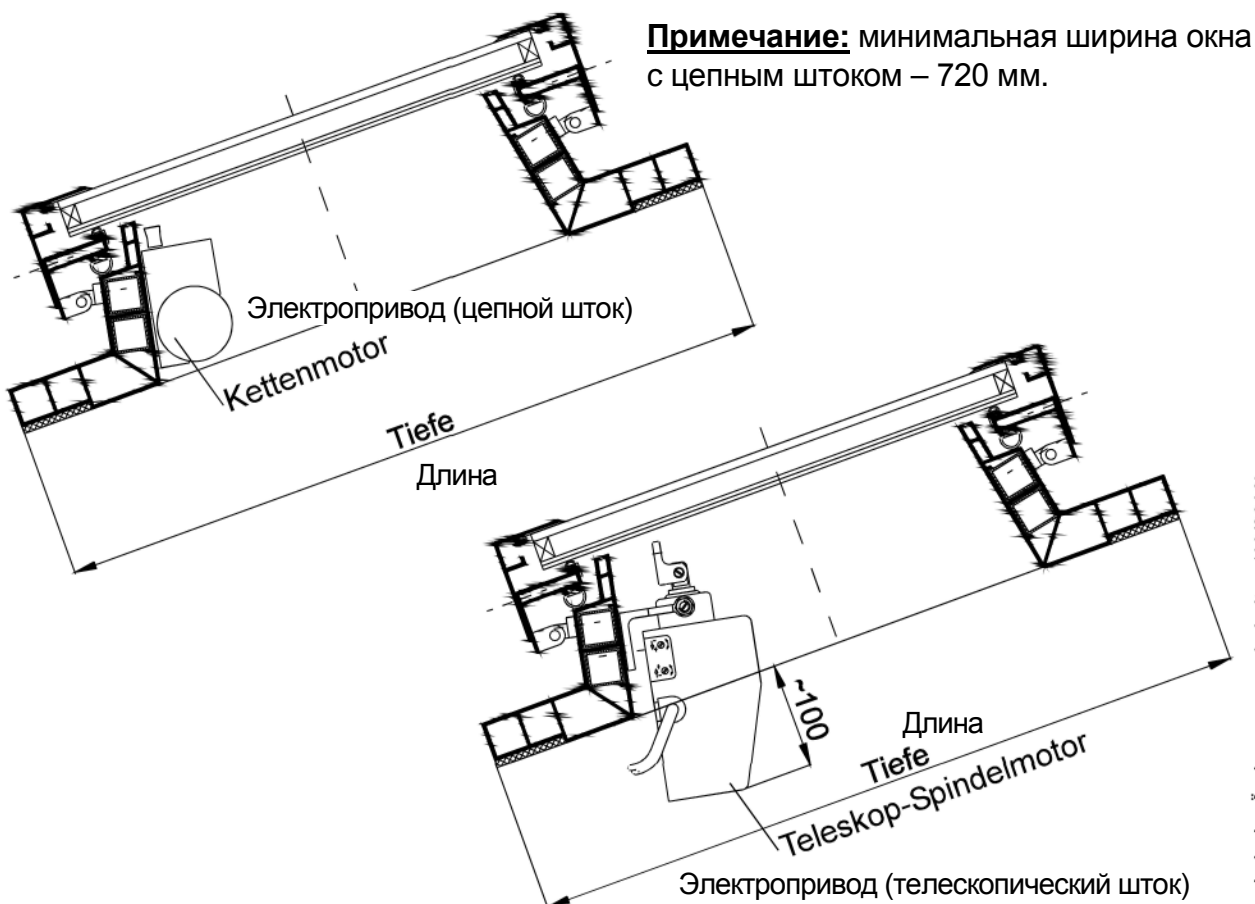 Примечание: минимальная ширина окна
с цепным штоком – 720 мм.
Электропривод (цепной шток)
Kettenmotor
Tiefe
Длина
~100
Длина
Tiefe
Teleskop-Spindelmotor
Электропривод (телескопический шток)